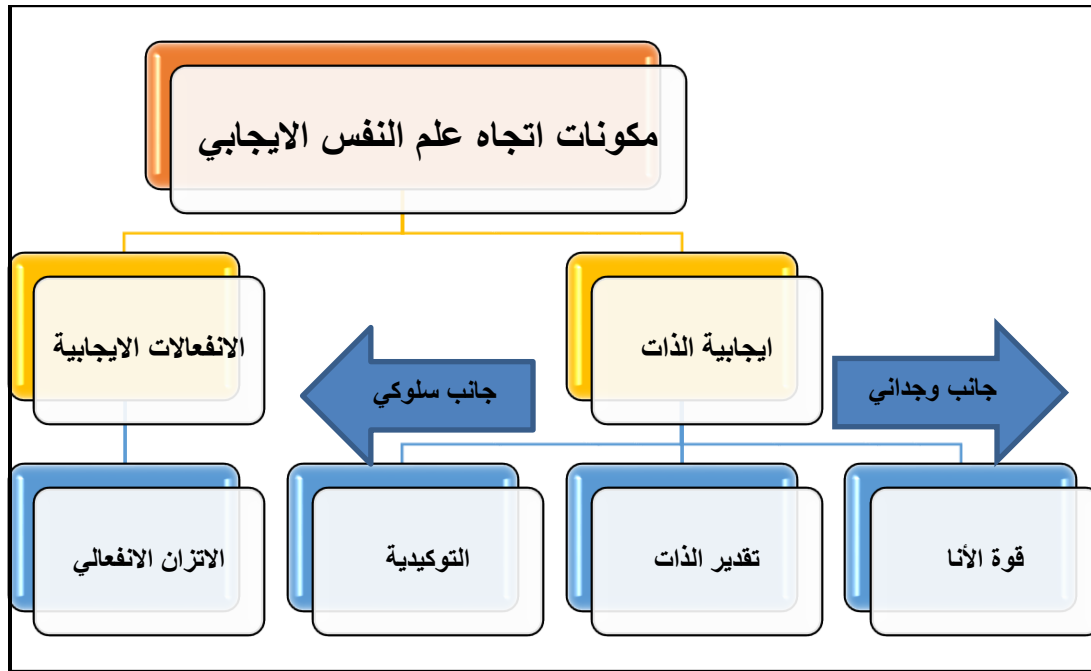 مكونات اتجاه علم النفس الايجابي
ايجابية الذات
الانفعالات الايجابية
جانب وجداني
جانب سلوكي
قوة الأنا
تقدير الذات
التوكيدية
الاتزان الانفعالي